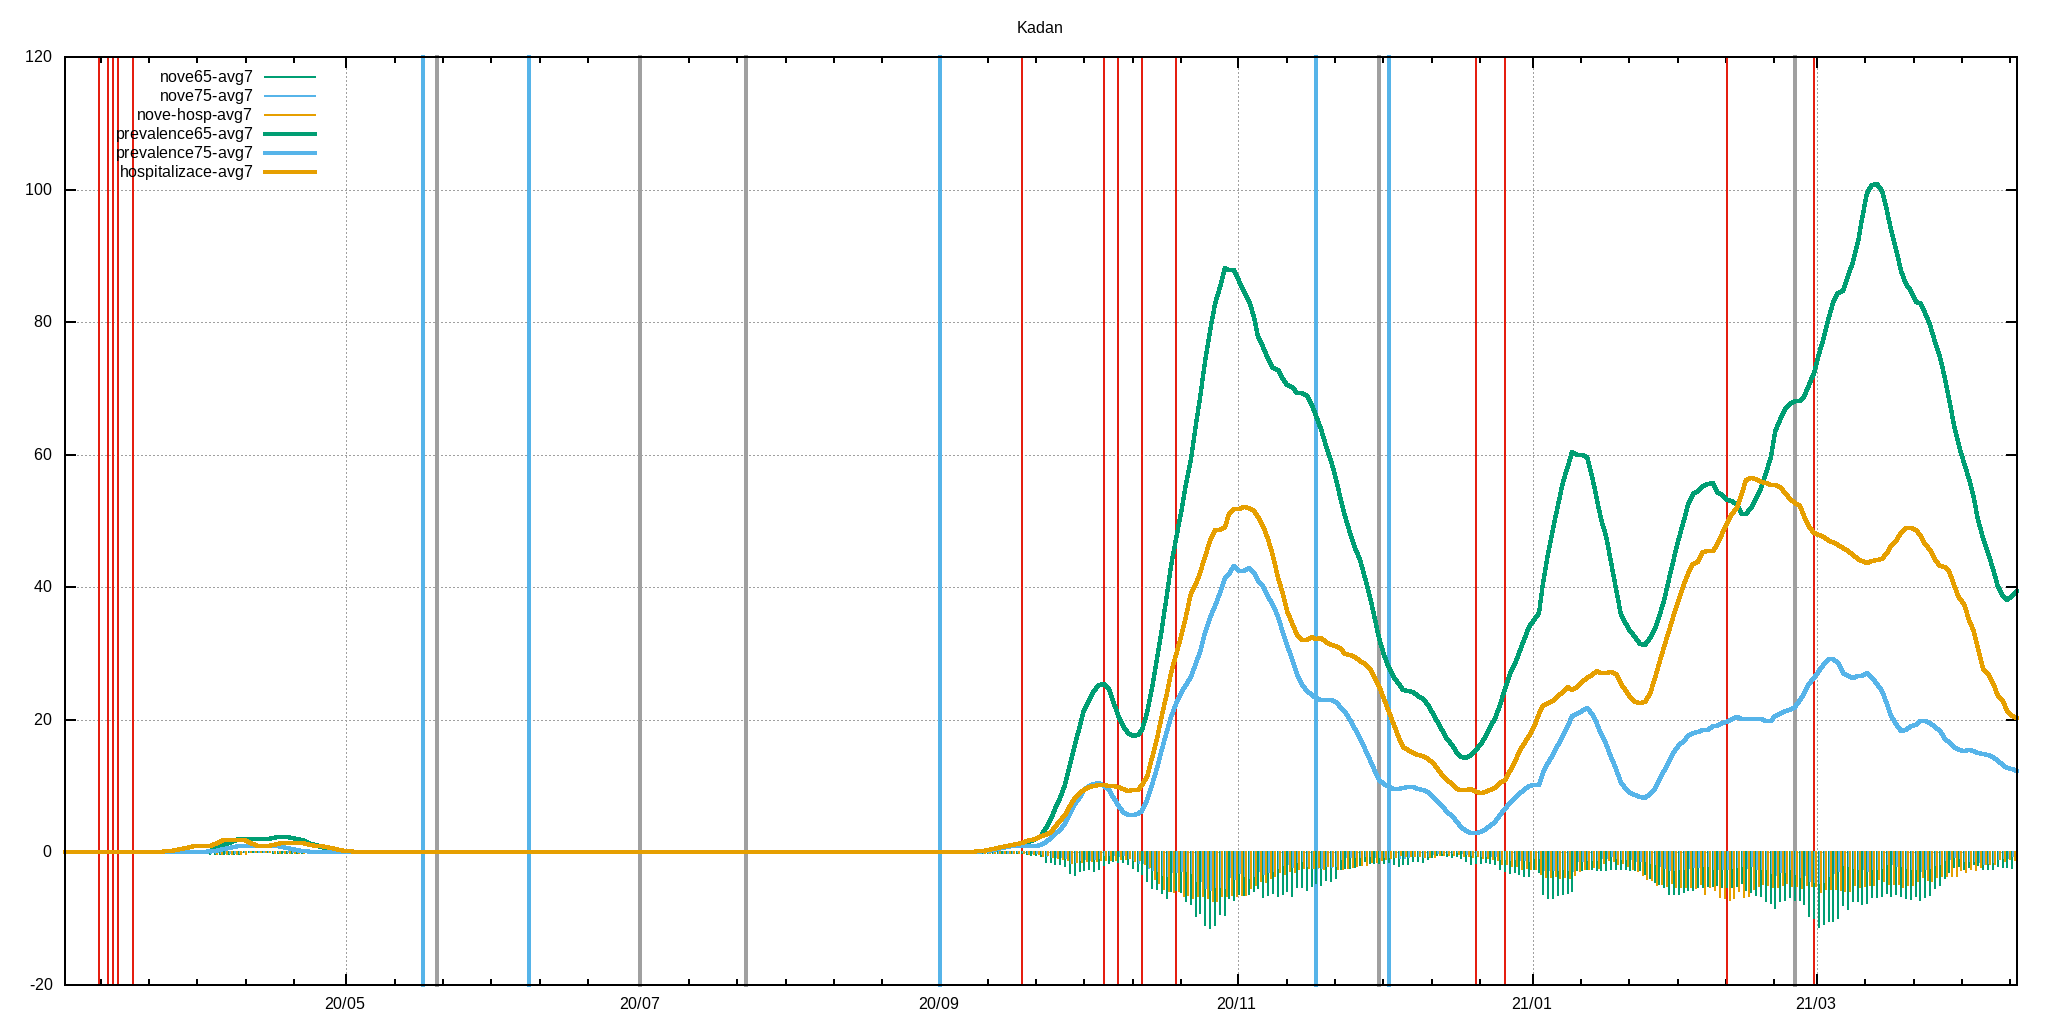 Kadan
120
100
80
60
40
20
0
-20
nove65-avg7
nove75-avg7
nove-hosp-avg7
prevalence65-avg7
prevalence75-avg7
hospitalizace-avg7
20/05
20/07
20/09
20/11
21/01
21/03